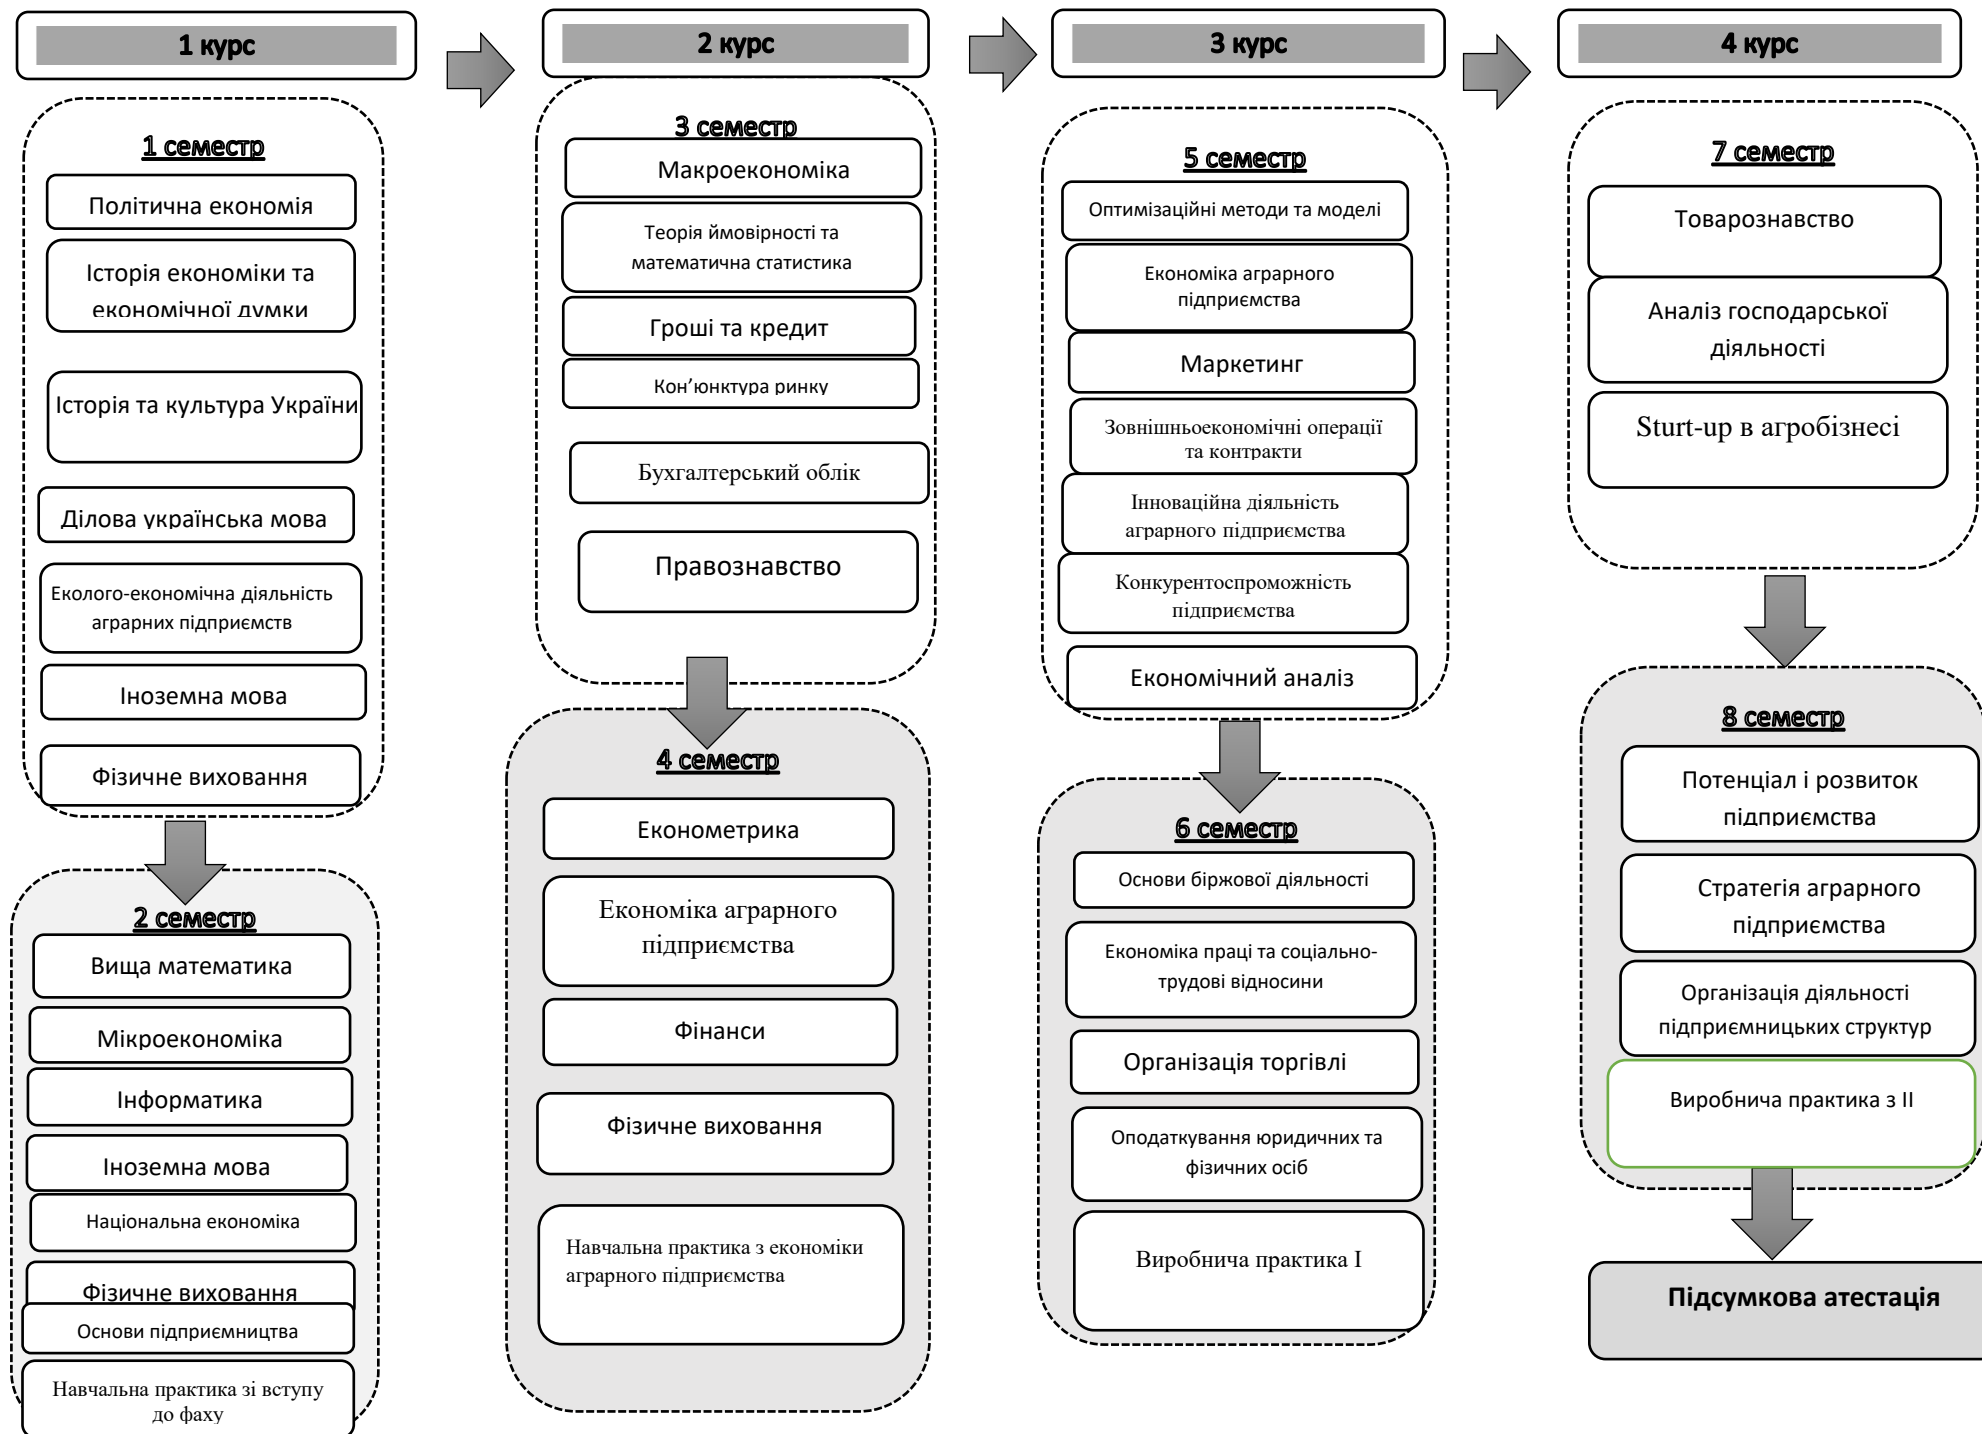 1 курс
2 курс
3 курс
4 курс
1 семестр
Політична економія
Історія економіки та
економічної думки
Історія та культура України
Ділова українська мова
Еколого-економічна діяльність
аграрних підприємств
Іноземна мова
Фізичне виховання
2 семестр
Вища математика
Мікроекономіка
Інформатика
Іноземна мова
Національна економіка
Фізичне виховання
Основи підприємництва
Навчальна практика зі вступу
до фаху
3 семестр
Макроекономіка
Теорія ймовірності та
математична статистика
Гроші та кредит
Кон’юнктура ринку
Бухгалтерський облік
Правознавство
4 семестр
Економетрика
Економіка аграрного
підприємства
Фінанси
Фізичне виховання
Навчальна практика з економіки
аграрного підприємства
5 семестр
Оптимізаційні методи та моделі
Економіка аграрного
підприємства
Маркетинг
Зовнішньоекономічні операції
та контракти
Інноваційна діяльність
аграрного підприємства
Конкурентоспроможність
підприємства
Економічний аналіз
6 семестр
Основи біржової діяльності
Економіка праці та соціально-
трудові відносини
Організація торгівлі
Оподаткування юридичних та
фізичних осіб
Виробнича практика І
7 семестр
Товарознавство
Аналіз господарської
діяльності
Sturt-up в агробізнесі
8 семестр
Потенціал і розвиток
підприємства
Стратегія аграрного
підприємства
Організація діяльності
підприємницьких структур
Виробнича практика з ІІ
Підсумкова атестація